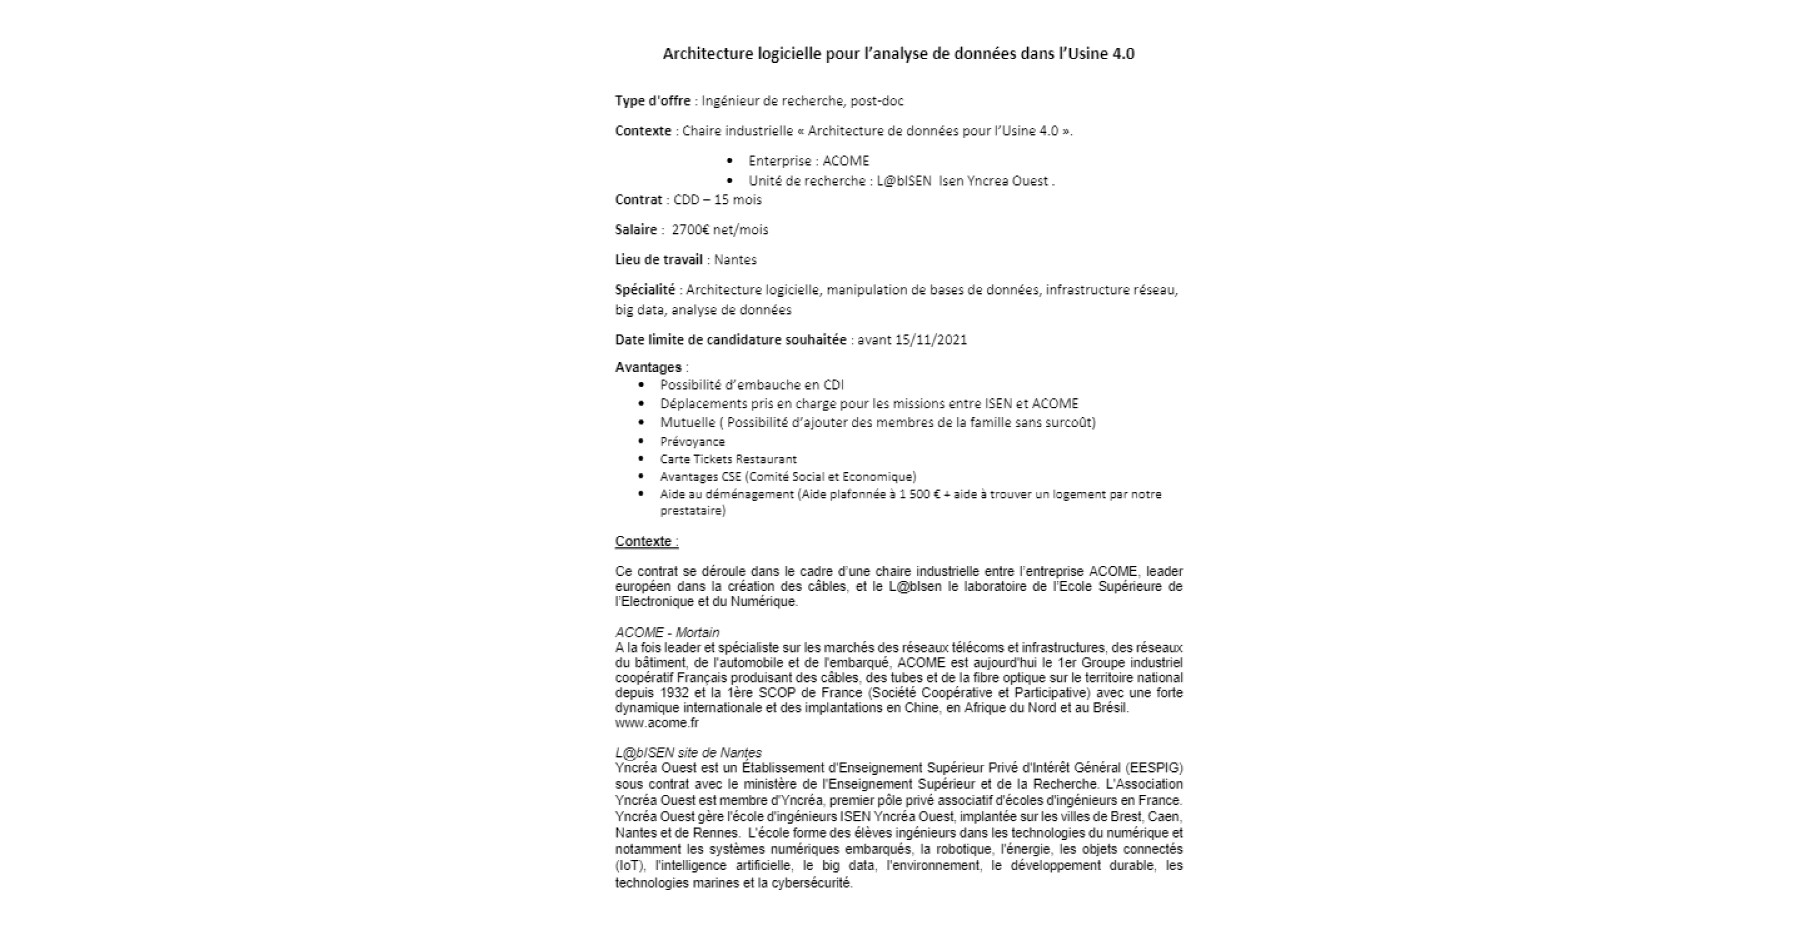 Architecture logicielle pour l'analyse de données dans l'Usine 4.0
Type d'offre : Ingénieur de recherche, post-doc
Contexte : Chaire industrielle « Architecture de données pour l'Usine 4.0 ».
• Enterprise : ACOME
• Unité de recherche : L@bISEN Isen Yncrea Ouest .
Contrat : CDD – 15 mois
Salaire : 2700€ net/mois
Lieu de travail : Nantes
Spécialité : Architecture logicielle, manipulation de bases de données, infrastructure réseau,
big data, analyse de données
Date limite de candidature souhaitée : avant 15/11/2021
Avantages :
• Possibilité d'embauche en CDI
• Déplacements pris en charge pour les missions entre ISEN et ACOME
• Mutuelle ( Possibilité d'ajouter des membres de la famille sans surcoût)
• Prévoyance
• Carte Tickets Restaurant
• Avantages CSE (Comité Social et Economique)
• Aide au déménagement (Aide plafonnée à 1 500 € + aide à trouver un logement par notre
prestataire)
Contexte :
Ce contrat se déroule dans le cadre d'une chaire industrielle entre l'entreprise ACOME, leader
européen dans la création des câbles, et le L@bIsen le laboratoire de l'Ecole Supérieure de
l'Electronique et du Numérique.
ACOME - Mortain
A la fois leader et spécialiste sur les marchés des réseaux télécoms et infrastructures, des réseaux
du bâtiment, de l'automobile et de l'embarqué, ACOME est aujourd'hui le 1er Groupe industriel
coopératif Français produisant des câbles, des tubes et de la fibre optique sur le territoire national
depuis 1932 et la 1ère SCOP de France (Société Coopérative et Participative) avec une forte
dynamique internationale et des implantations en Chine, en Afrique du Nord et au Brésil.
www.acome.fr
L@bISEN site de Nantes
Yncréa Ouest est un Établissement d'Enseignement Supérieur Privé d'Intérêt Général (EESPIG)
sous contrat avec le ministère de l'Enseignement Supérieur et de la Recherche. L'Association
Yncréa Ouest est membre d'Yncréa, premier pôle privé associatif d'écoles d'ingénieurs en France.
Yncréa Ouest gère l'école d'ingénieurs ISEN Yncréa Ouest, implantée sur les villes de Brest, Caen,
Nantes et de Rennes. L'école forme des élèves ingénieurs dans les technologies du numérique et
notamment les systèmes numériques embarqués, la robotique, l'énergie, les objets connectés
(IoT), l'intelligence artificielle, le big data, l'environnement, le développement durable, les
technologies marines et la cybersécurité.